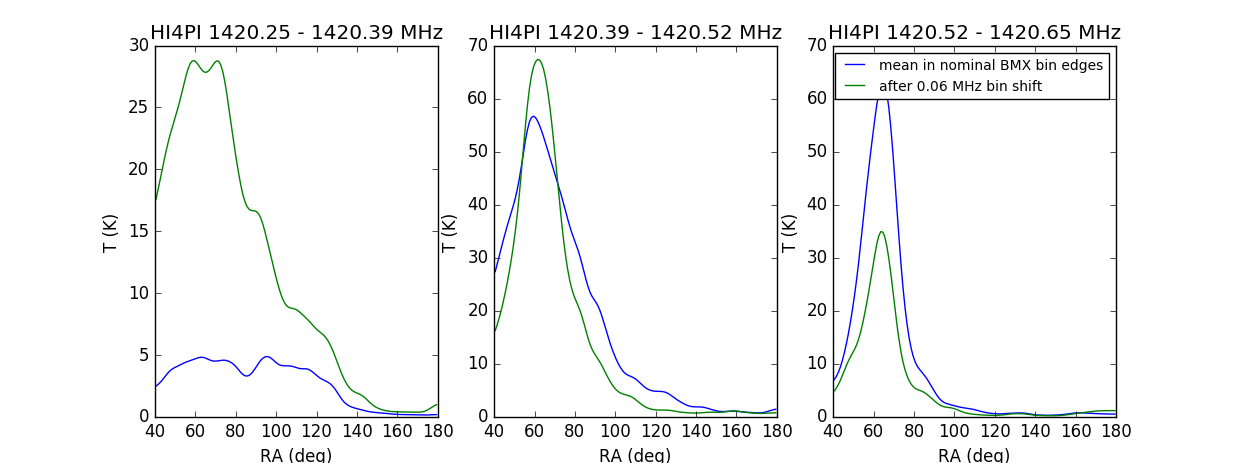 HI4PI 1420.25 - 1420.39 MHz
30
25
20
15
10
5
0
T (K)
40 60 80 100 120 140 160 180
RA (deg)
HI4PI 1420.39 - 1420.52 MHz
70
60
50
40
30
20
10
0
T (K)
40 60 80 100 120 140 160 180
RA (deg)
HI4PI 1420.52 - 1420.65 MHz
mean in nominal BMX bin edges
after 0.06 MHz bin shift
70
60
50
40
30
20
10
0
T (K)
40 60 80 100 120 140 160 180
RA (deg)